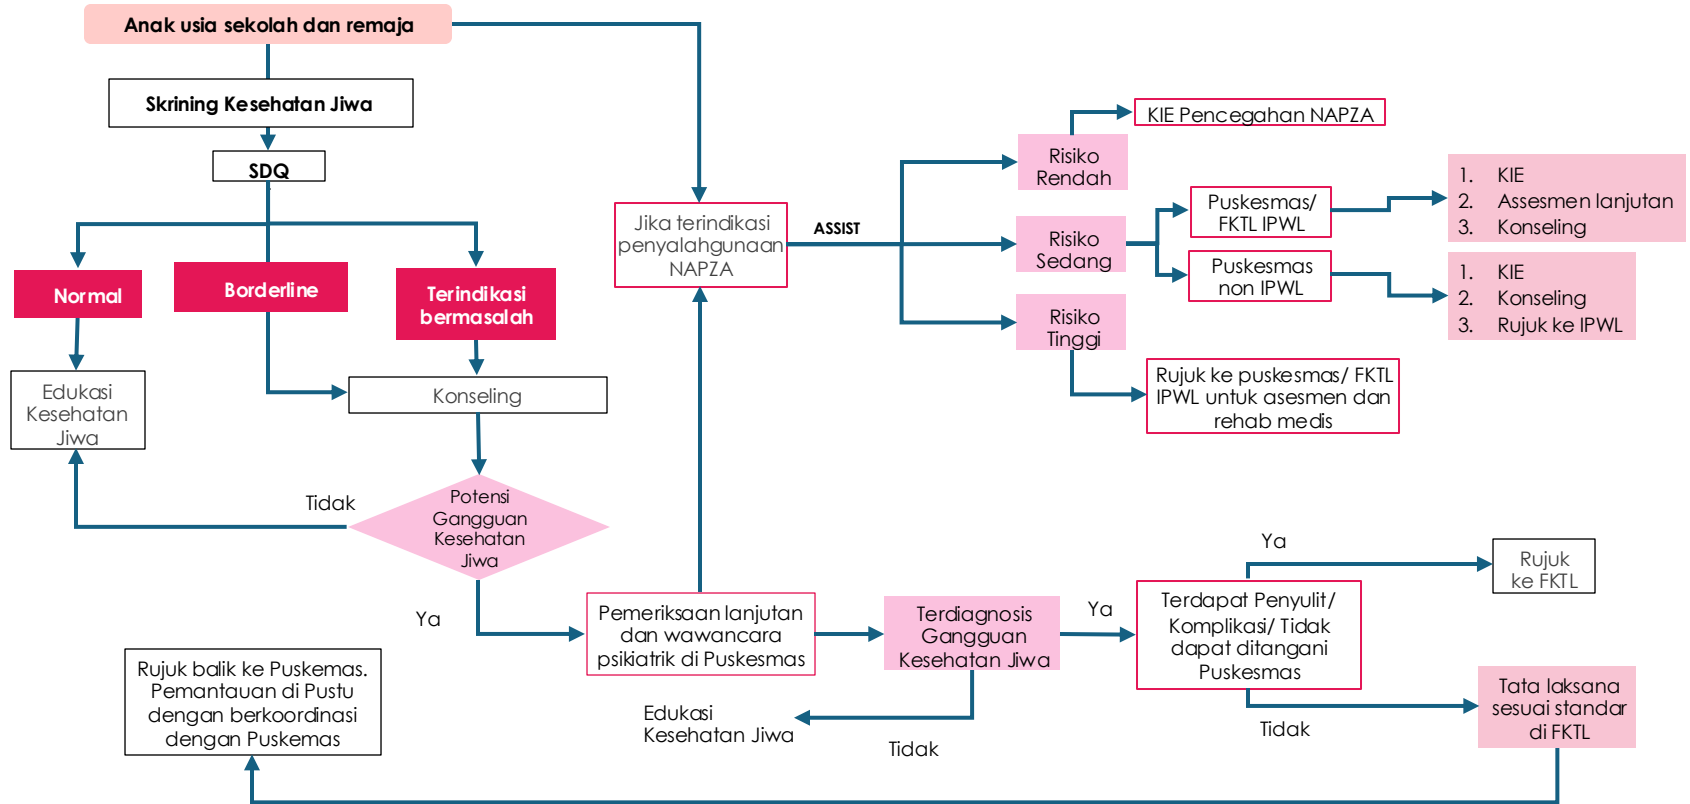 Anak usia sekolah dan remaja
Skrining Kesehatan Jiwa
SDQ
Normal
Borderline
Terindikasi
bermasalah
Edukasi
Kesehatan
Jiwa
Konseling
Potensi
Gangguan
Kesehatan
Jiwa
Tidak
Ya
Jika terindikasi
penyalahgunaan
NAPZA
ASSIST
Risiko
Rendah
KIE Pencegahan NAPZA
Risiko
Sedang
Puskesmas/
FKTL IPWL
1. KIE
2. Assesmen lanjutan
3. Konseling
Puskesmas
non IPWL
1. KIE
2. Konseling
3. Rujuk ke IPWL
Risiko
Tinggi
Rujuk ke puskesmas/ FKTL
IPWL untuk asesmen dan
rehab medis
Pemeriksaan lanjutan
dan wawancara
psikiatrik di Puskesmas
Terdiagnosis
Gangguan
Kesehatan Jiwa
Ya
Tidak
Edukasi
Kesehatan Jiwa
Terdapat Penyulit/
Komplikasi/ Tidak
dapat ditangani
Puskesmas
Ya
Rujuk
ke FKTL
Tidak
Tata laksana
sesuai standar
di FKTL
Rujuk balik ke Puskemas.
Pemantauan di Pustu
dengan berkoordinasi
dengan Puskemas